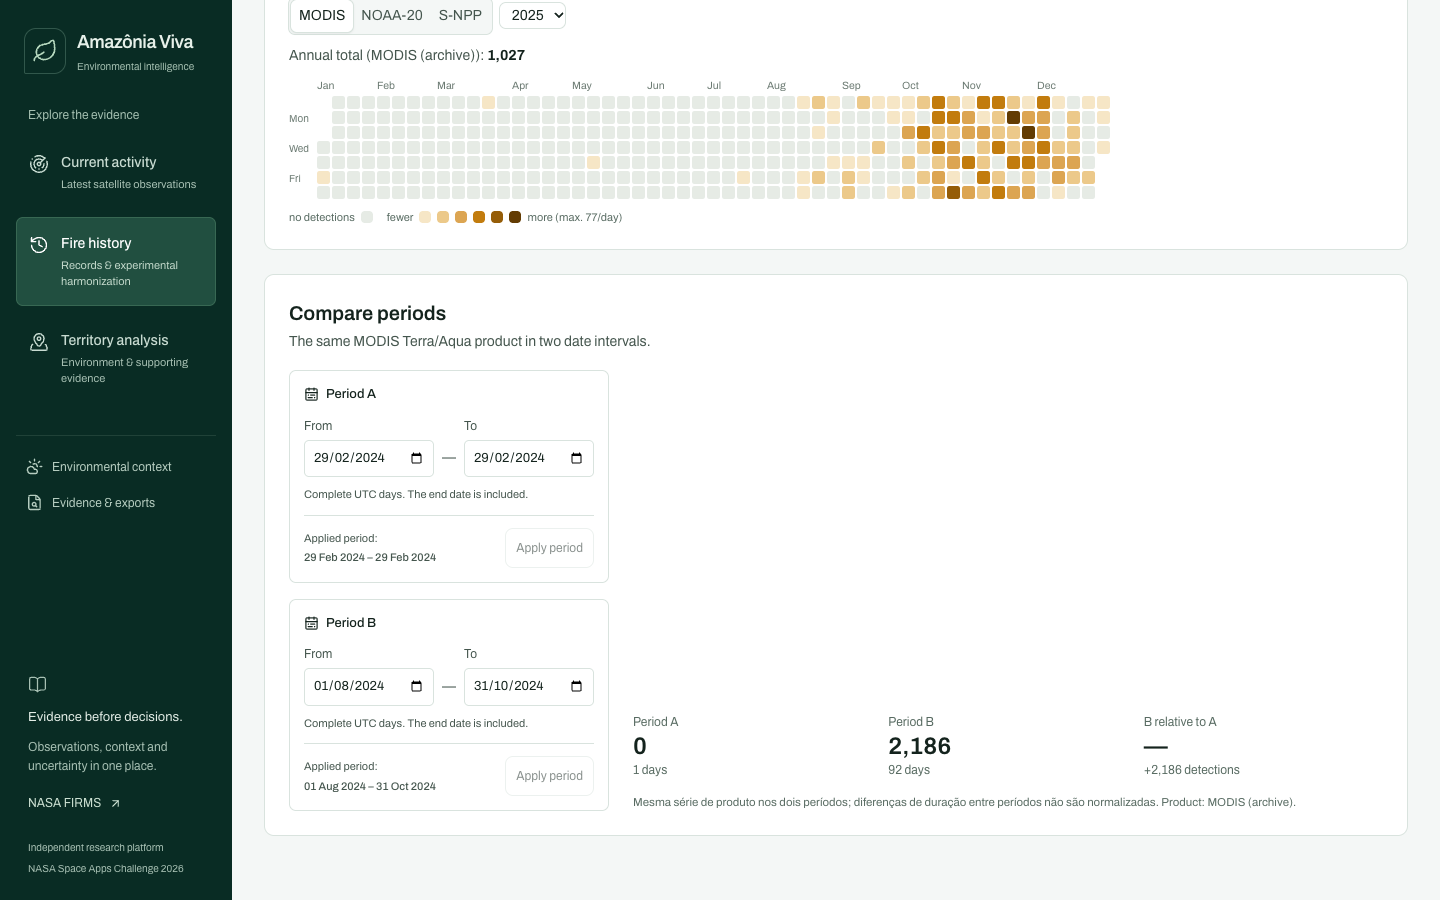 Amazônia Viva
Environmental intelligence
Explore the evidence
Current activity
Latest satellite observations
Fire history
Records & experimental
harmonization
Territory analysis
Environment & supporting
evidence
Environmental context
Evidence & exports
Evidence before decisions.
Observations, context and
uncertainty in one place.
NASA FIRMS
Independent research platform
NASA Space Apps Challenge 2026
MODIS NOAA-20 S-NPP 2025
Annual total (MODIS (archive)): 1,027
Jan Feb Mar Apr May Jun Jul Aug Sep Oct Nov Dec
Mon
Wed
Fri
no detections fewer more (max. 77/day)
Compare periods
The same MODIS Terra/Aqua product in two date intervals.
Period A
From To
29/02/2024 — 29/02/2024
Complete UTC days. The end date is included.
Applied period:
29 Feb 2024 – 29 Feb 2024
Apply period
Period B
From To
01/08/2024 — 31/10/2024
Complete UTC days. The end date is included.
Applied period:
01 Aug 2024 – 31 Oct 2024
Apply period
Period A Period B B relative to A
0 2,186 —
1 days 92 days +2,186 detections
Mesma série de produto nos dois períodos; diferenças de duração entre períodos não são normalizadas. Product: MODIS (archive).